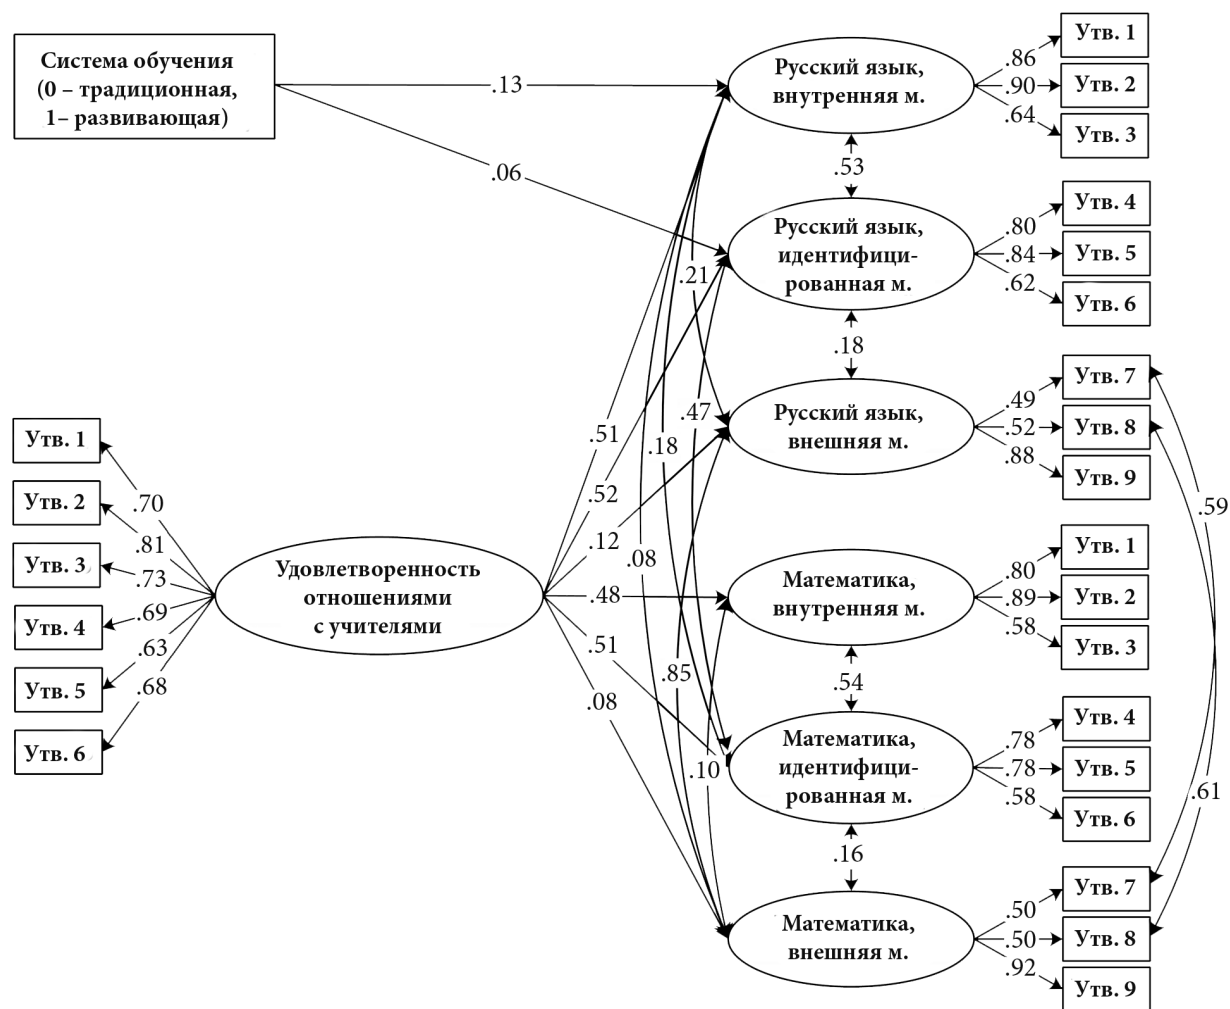 Система обучения
(0 – традиционная,
1– развивающая)
.13
.06
Русский язык,
внутренняя м.
.86
.90
.64
Утв. 1
Утв. 2
Утв. 3
.53
Русский язык,
идентифици-
рованная м.
.80
.84
.62
Утв. 4
Утв. 5
Утв. 6
.21
.18
Русский язык,
внешняя м.
.49
.52
.88
Утв. 7
Утв. 8
Утв. 9
.47
.18
.51
.52
.12
.08
.48
.51
.08
.85
.10
.59
.61
Утв. 1
Утв. 2
Утв. 3
Утв. 4
Утв. 5
Утв. 6
.70
.81
.73
.69
.63
.68
Удовлетворенность
отношениями
с учителями
Математика,
внутренняя м.
.80
.89
.58
Утв. 1
Утв. 2
Утв. 3
.54
Математика,
идентифици-
рованная м.
.78
.78
.58
Утв. 4
Утв. 5
Утв. 6
.16
Математика,
внешняя м.
.50
.50
.92
Утв. 7
Утв. 8
Утв. 9